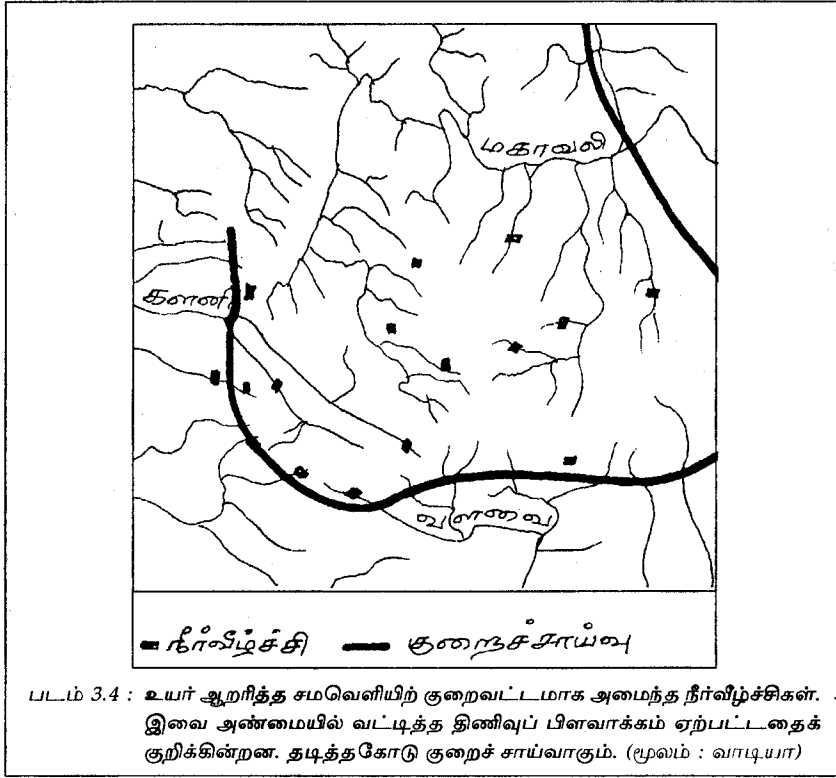 மகாவலி
களனி
வளவை
நீர்வீழ்ச்சி குறைச்சாய்வு
படம் 3.4 : உயர் ஆறரித்த சமவெளியிற் குறைவட்டமாக அமைந்த நீர்வீழ்ச்சிகள்.
இவை அண்மையில் வட்டித்த திணிவுப் பிளவாக்கம் ஏற்பட்டதைக்
குறிக்கின்றன. தடித்தகோடு குறைச் சாய்வாகும். (மூலம் : வாடியா)